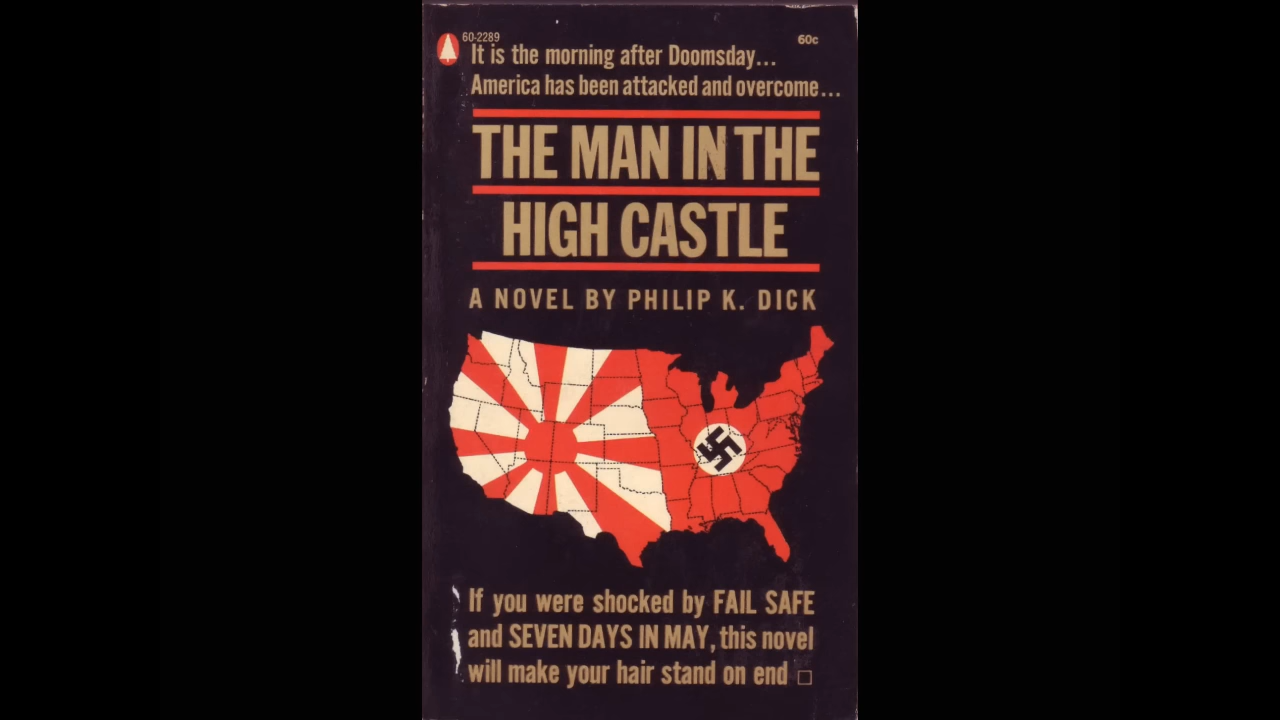 60-2289
60c
It is the morning after Doomsday...
America has been attacked and overcome...
THE MAN IN THE
HIGH CASTLE
A NOVEL BY PHILIP K. DICK
If you were shocked by FAIL SAFE
and SEVEN DAYS IN MAY, this novel
will make your hair stand on end